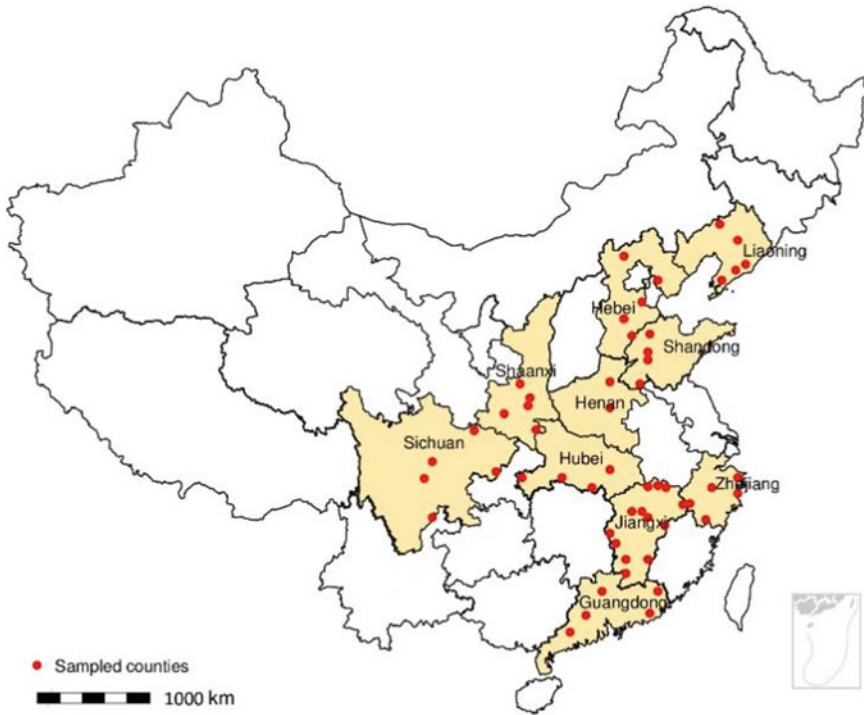 Liaoning
Hebei
Shandong
Shaanxi
Henan
Sichuan
Hubei
Zhejiang
Jiangxi
Guangdong
Sampled counties
1000 km